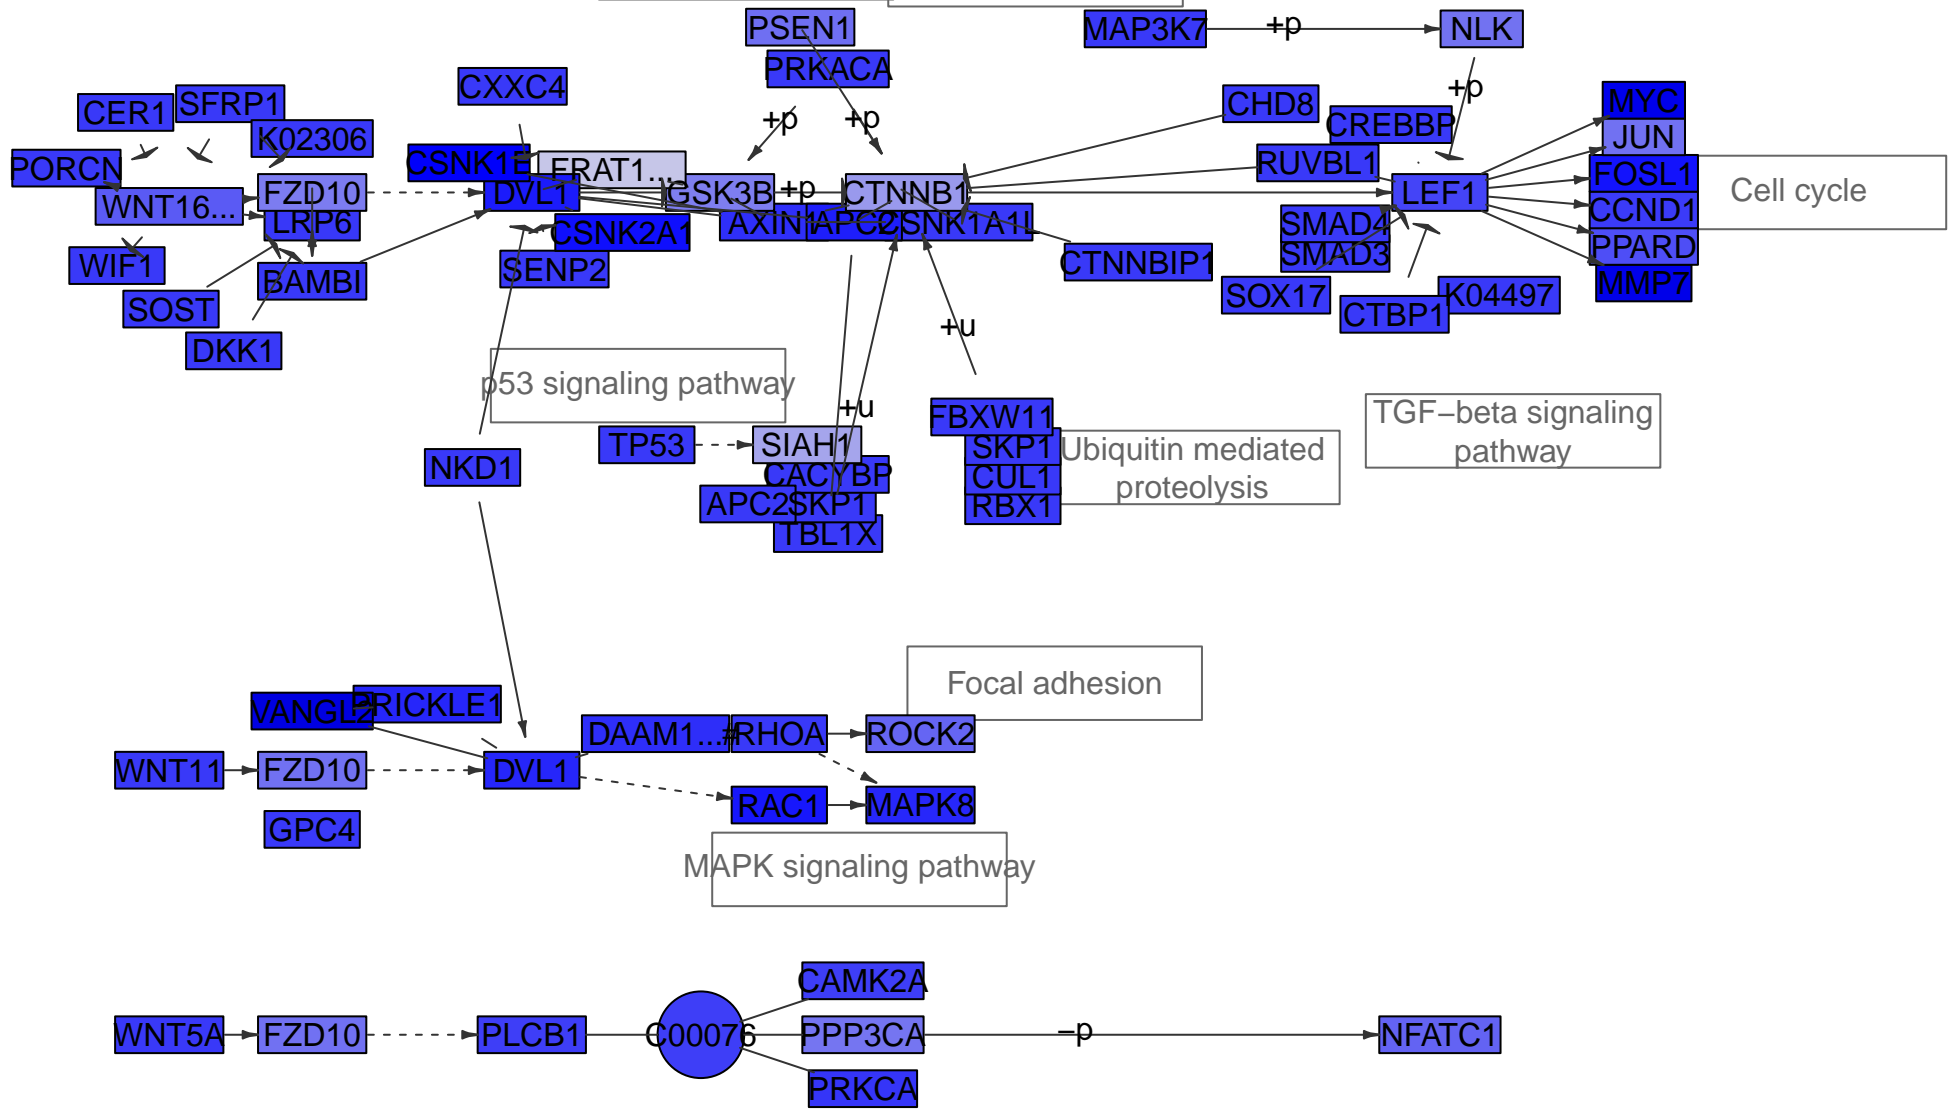 PSEN1
MAP3K7
+p
NLK
PRKACA
CXXC4
CER1
SFRP1
+p
+p
CHD8
+p
MYC
K02306
CREBBP
JUN
PORCN
CSNK1E
FRAT1...
RUVBL1
FOSL1
Cell cycle
WNT16...
FZD10
DVL1
GSK3B
+p
CTNNB1
LEF1
CCND1
LRP6
CSNK2A1
AXIN1
APC2
CSNK1A1L
SMAD4
PPARD
WIF1
BAMBI
SENP2
CTNNBIP1
SMAD3
MMP7
SOST
SOX17
K04497
DKK1
CTBP1
+u
p53 signaling pathway
+u
FBXW11
TGF−beta signaling
pathway
TP53
SIAH1
SKP1
Ubiquitin mediated
proteolysis
NKD1
CACYBP
CUL1
APC2
SKP1
RBX1
TBL1X
Focal adhesion
VANGL2
PRICKLE1
DAAM1...
#
RHOA
ROCK2
WNT11
FZD10
DVL1
RAC1
MAPK8
GPC4
MAPK signaling pathway
CAMK2A
WNT5A
FZD10
PLCB1
C00076
PPP3CA
−p
NFATC1
PRKCA